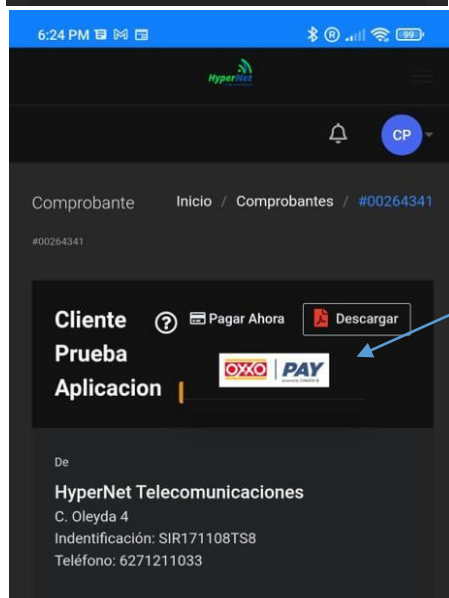 6:24 PM
99
HyperNet
CP
Comprobante
Inicio / Comprobantes / #00264341
#00264341
Cliente Prueba Aplicacion
Pagar Ahora
Descargar
OXXO PAY
De
HyperNet Telecomunicaciones
C. Oleyda 4
Indentificación: SIR171108TS8
Teléfono: 6271211033